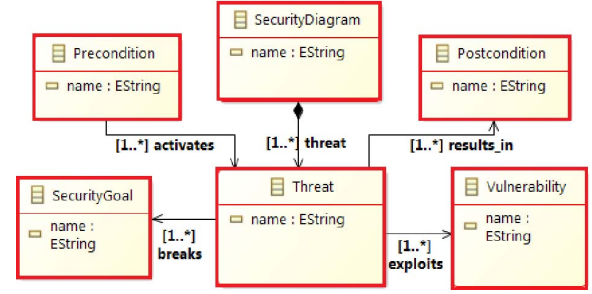 SecurityDiagram
name : EString
Precondition
name : EString
Postcondition
name : EString
[1..*] activates
[1..*] threat
[1..*] results_in
SecurityGoal
name :
EString
Threat
name : EString
Vulnerability
name :
EString
[1..*]
breaks
[1..*]
exploits